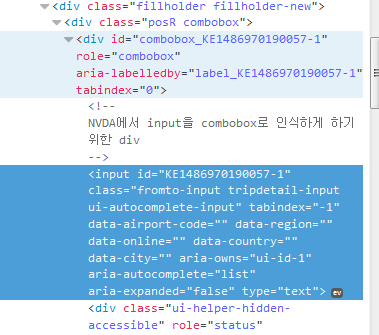 <div class="fillholder fillholder-new">
<div class="posR combobox">
<div id="combobox_KE1486970190057-1"
role="combobox"
aria-labelledby="label_KE1486970190057-1"
tabindex="0">
<!--
NVDA에서 input을 combobox로 인식하게 하기
위한 div
-->
<input id="KE1486970190057-1"
class="fromto-input tripdetail-input
ui-autocomplete-input" tabindex="-1"
data-airport-code="" data-region=""
data-online="" data-country=""
data-city="" aria-owns="ui-id-1"
aria-autocomplete="list"
aria-expanded="false" type="text"> ev
<div class="ui-helper-hidden-
accessible" role="status"